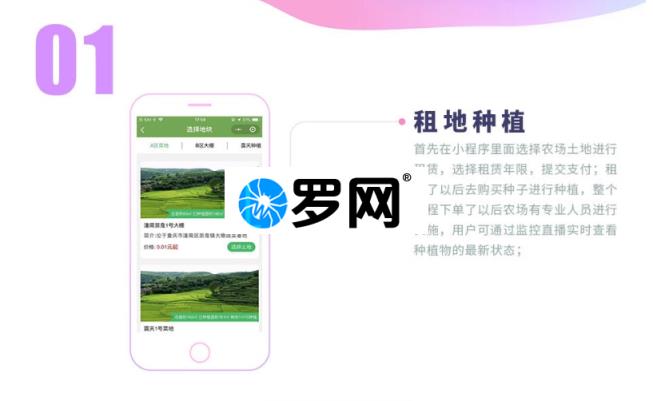 01
选择地块
A区菜地 B区大棚 露天种植
1号大棚
价格: 0.01元起
选择土地
露天1号菜地
罗网®
租地种植
首先在小程序里面选择农场土地进行
赁，选择租赁年限，提交支付；租
了以后去购买种子进行种植，整个
程下单了以后农场有专业人员进行
施，用户可通过监控直播实时查看
种植物的最新状态；